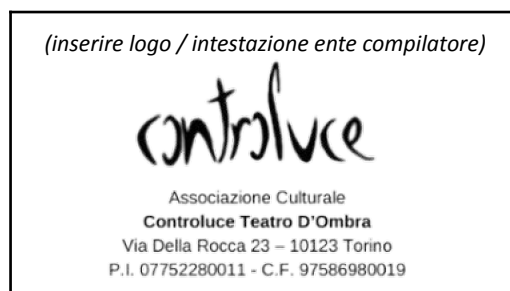 (inserire logo / intestazione ente compilatore)
controluce
Associazione Culturale
Controluce Teatro D'Ombra
Via Della Rocca 23 – 10123 Torino
P.I. 07752280011 - C.F. 97586980019